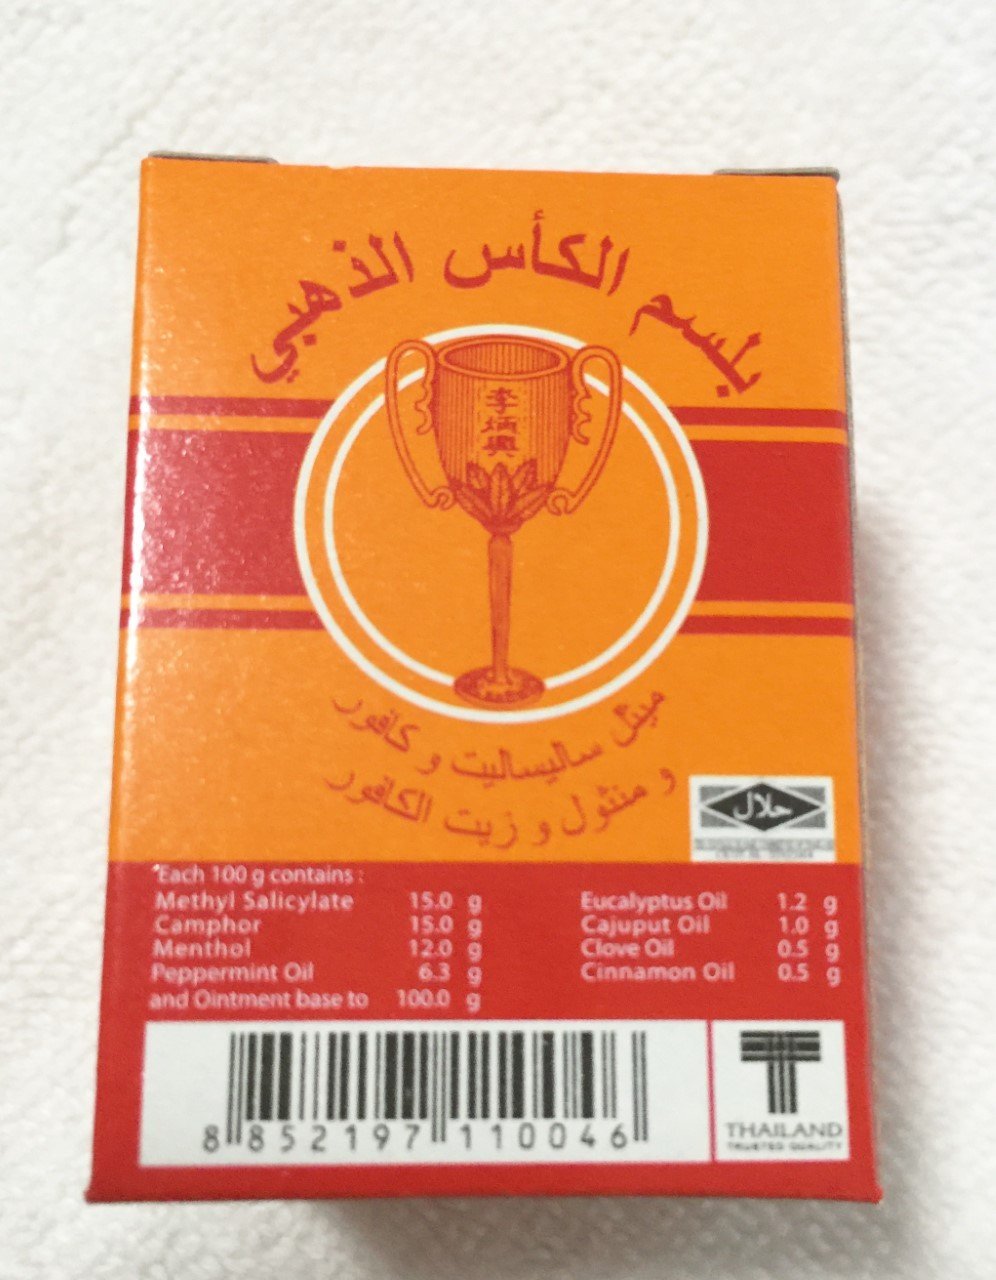 بلسم الكأس الذهبي
李
炳
興
ميثل ساليساليت و كافور
و منثول و زيت الكافور
حلال
*Each 100 g contains :
Methyl Salicylate 15.0 g
Camphor 15.0 g
Menthol 12.0 g
Peppermint Oil 6.3 g
and Ointment base to 100.0 g
Eucalyptus Oil 1.2 g
Cajuput Oil 1.0 g
Clove Oil 0.5 g
Cinnamon Oil 0.5 g
8 852197 110046
THAILAND
TRUSTED QUALITY